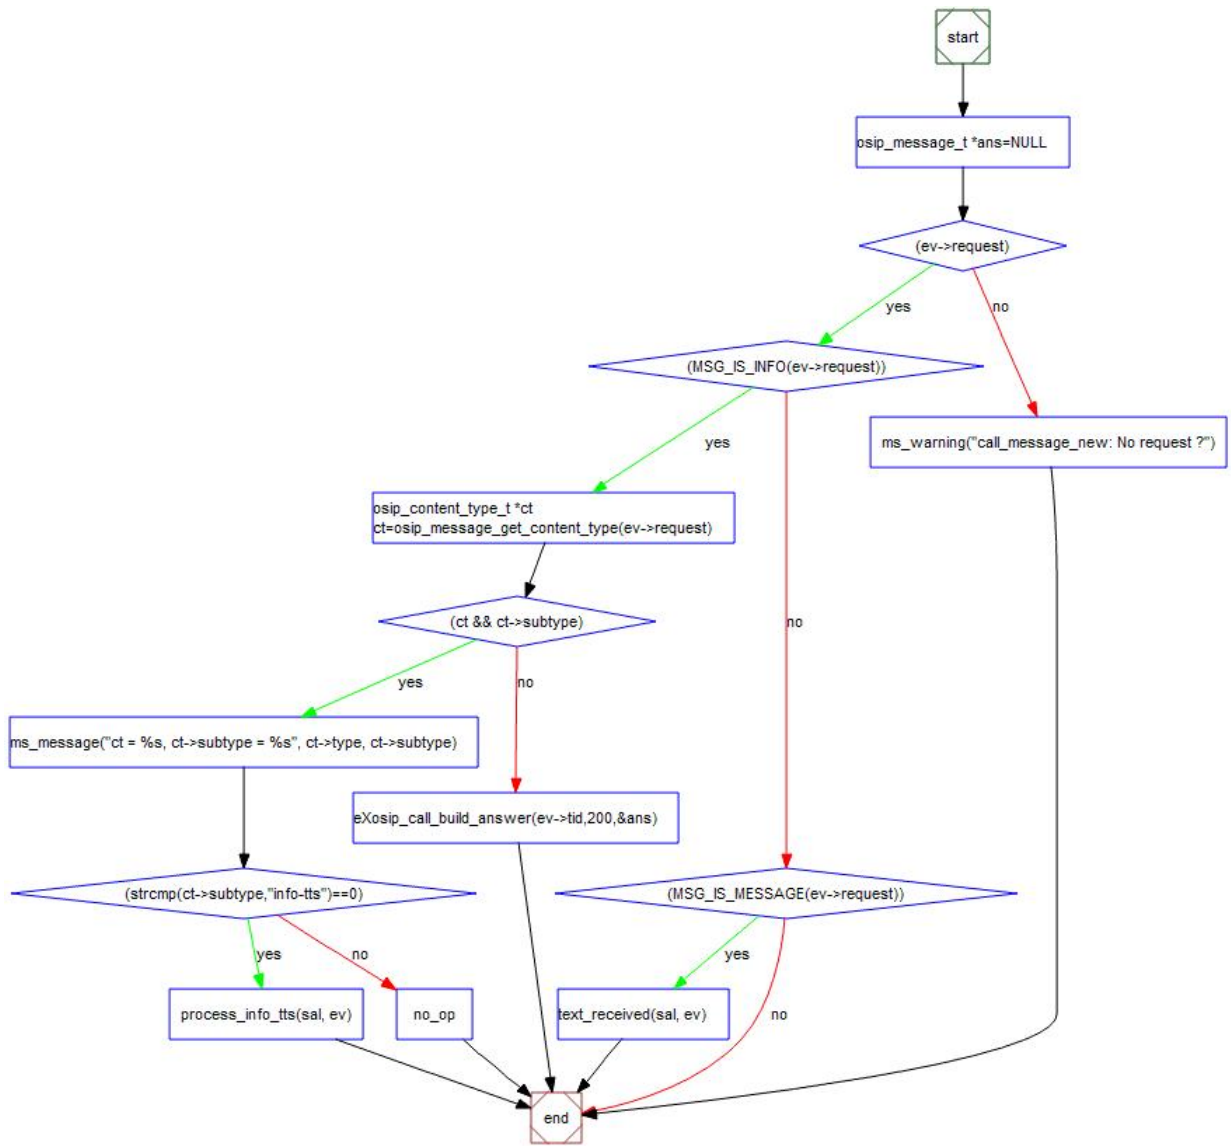 start
osip_message_t *ans=NULL
(ev->request)
yes
no
(MSG_IS_INFO(ev->request))
ms_warning("call_message_new: No request ?")
yes
osip_content_type_t *ct
ct=osip_message_get_content_type(ev->request)
(ct && ct->subtype)
no
yes
no
ms_message("ct = %s, ct->subtype = %s", ct->type, ct->subtype)
eXosip_call_build_answer(ev->tid,200,&ans)
(strcmp(ct->subtype,"info-tts")==0)
(MSG_IS_MESSAGE(ev->request))
yes
no
yes
process_info_tts(sal, ev)
no_op
text_received(sal, ev)
no
end